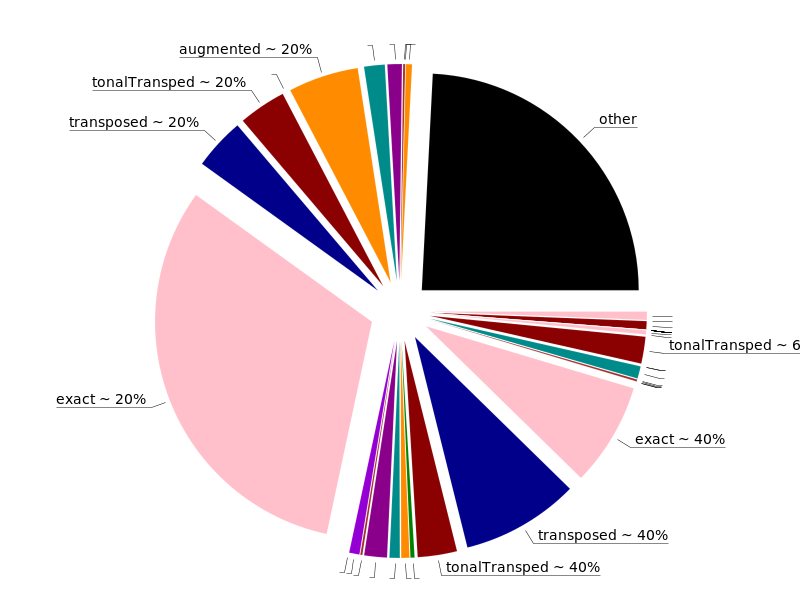 augmented ~ 20%
tonalTransped ~ 20%
transposed ~ 20%
other
tonalTransped ~ 6
exact ~ 20%
exact ~ 40%
transposed ~ 40%
tonalTransped ~ 40%